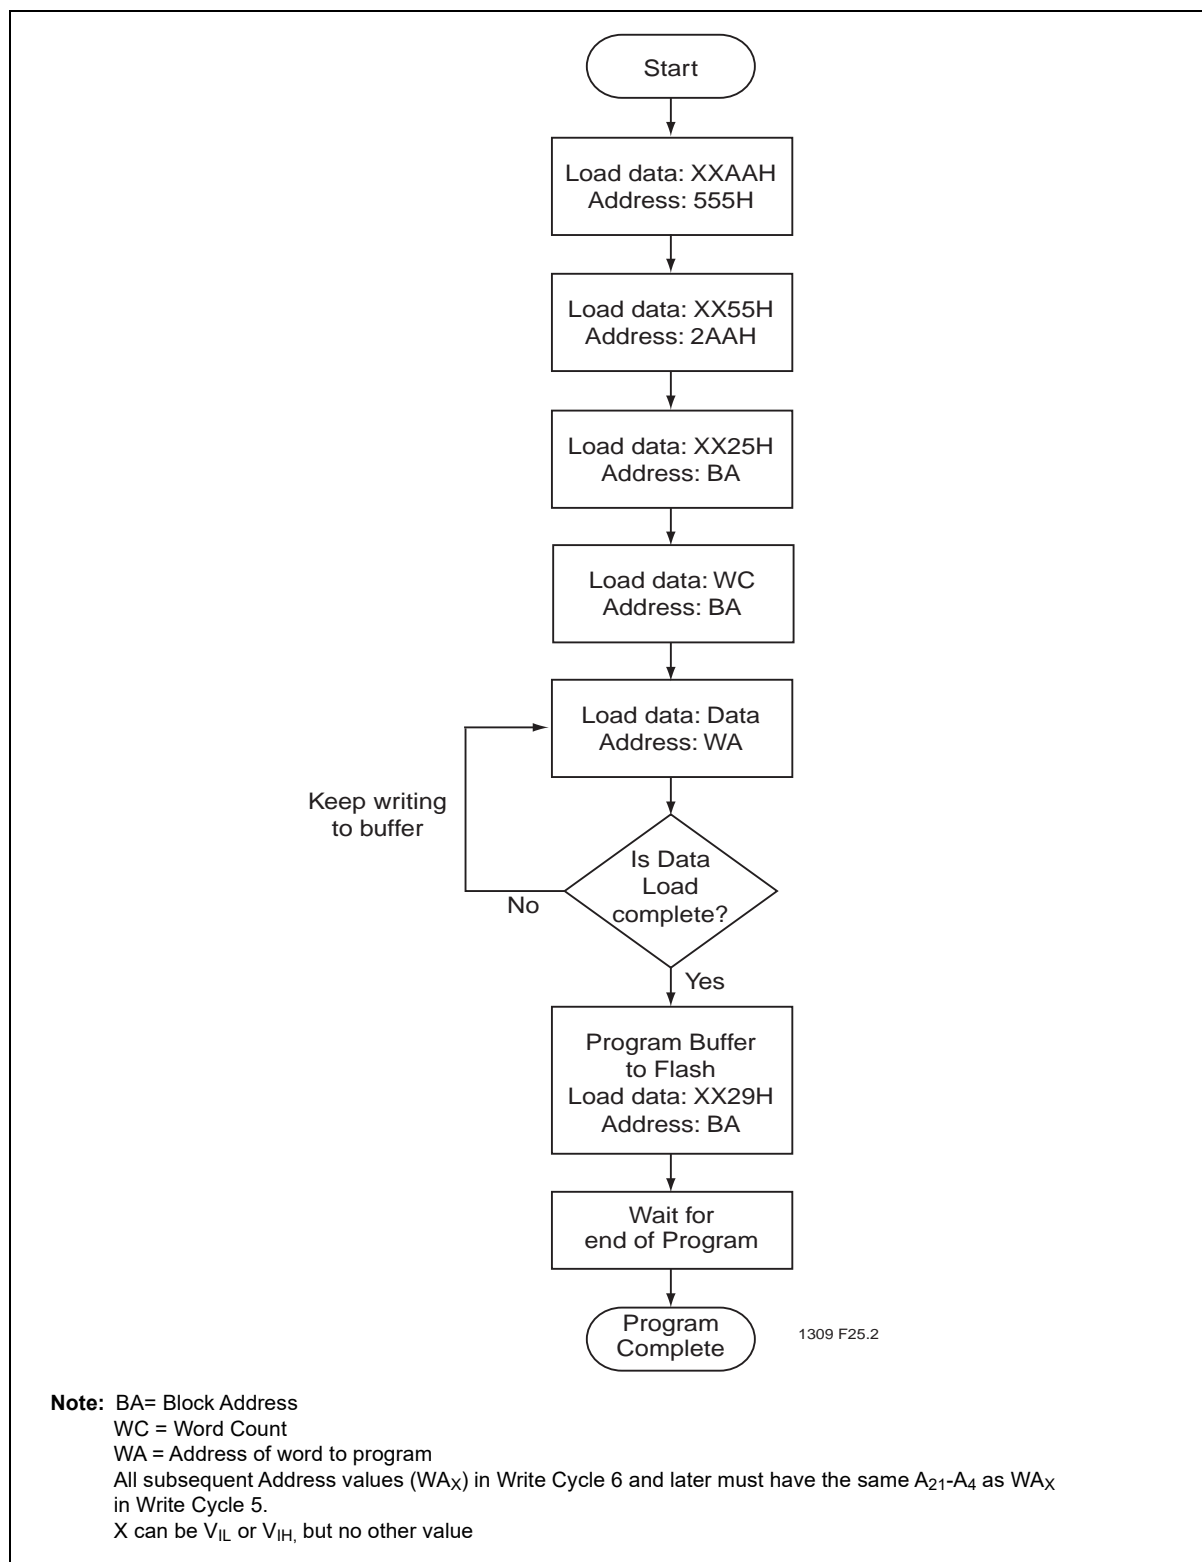 Start
Load data: XXAAH
Address: 555H
Load data: XX55H
Address: 2AAH
Load data: XX25H
Address: BA
Load data: WC
Address: BA
Load data: Data
Address: WA
Keep writing
to buffer
Is Data
Load
complete?
No
Yes
Program Buffer
to Flash
Load data: XX29H
Address: BA
Wait for
end of Program
Program
Complete
1309 F25.2
Note: BA= Block Address
WC = Word Count
WA = Address of word to program
All subsequent Address values (WAX) in Write Cycle 6 and later must have the same A21-A4 as WAX
in Write Cycle 5.
X can be VIL or VIH, but no other value